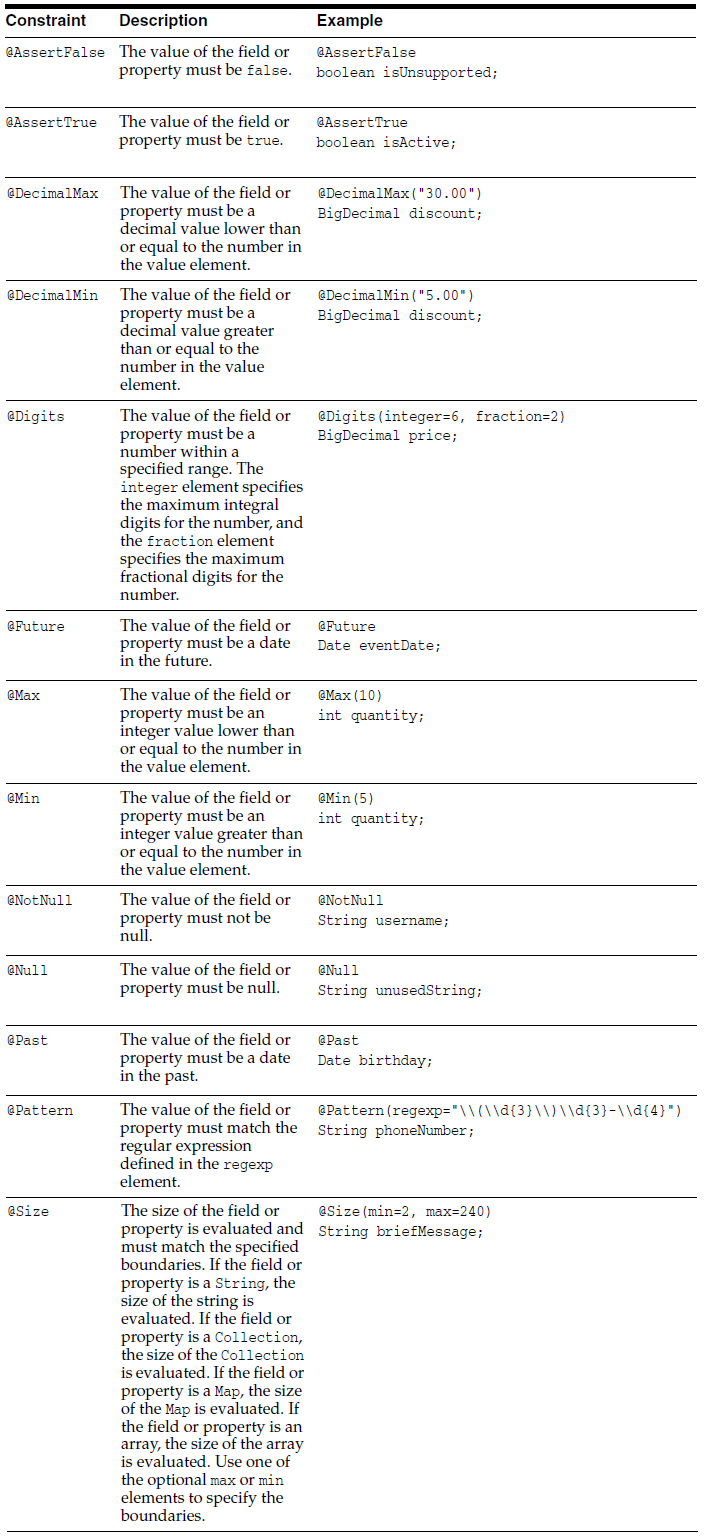 Constraint Description Example
@AssertFalse The value of the field or @AssertFalse
property must be false. boolean isUnsupported;
@AssertTrue The value of the field or @AssertTrue
property must be true. boolean isActive;
@DecimalMax The value of the field or @DecimalMax("30.00")
property must be a BigDecimal discount;
decimal value lower than
or equal to the number in
the value element.
@DecimalMin The value of the field or @DecimalMin("5.00")
property must be a BigDecimal discount;
decimal value greater
than or equal to the
number in the value
element.
@Digits The value of the field or @Digits(integer=6, fraction=2)
property must be a BigDecimal price;
number within a
specified range. The
integer element specifies
the maximum integral
digits for the number, and
the fraction element
specifies the maximum
fractional digits for the
number.
@Future The value of the field or @Future
property must be a date Date eventDate;
in the future.
@Max The value of the field or @Max(10)
property must be an int quantity;
integer value lower than
or equal to the number in
the value element.
@Min The value of the field or @Min(5)
property must be an int quantity;
integer value greater than
or equal to the number in
the value element.
@NotNull The value of the field or @NotNull
property must not be String username;
null.
@Null The value of the field or @Null
property must be null. String unusedString;
@Past The value of the field or @Past
property must be a date Date birthday;
in the past.
@Pattern The value of the field or @Pattern(regexp="\\(\\d{3}\\)\\d{3}-\\d{4}")
property must match the String phoneNumber;
regular expression
defined in the regexp
element.
@Size The size of the field or @Size(min=2, max=240)
property is evaluated and String briefMessage;
must match the specified
boundaries. If the field or
property is a String, the
size of the string is
evaluated. If the field or
property is a Collection,
the size of the Collection
is evaluated. If the field or
property is a Map, the size
of the Map is evaluated. If
the field or property is an
array, the size of the array
is evaluated. Use one of
the optional max or min
elements to specify the
boundaries.